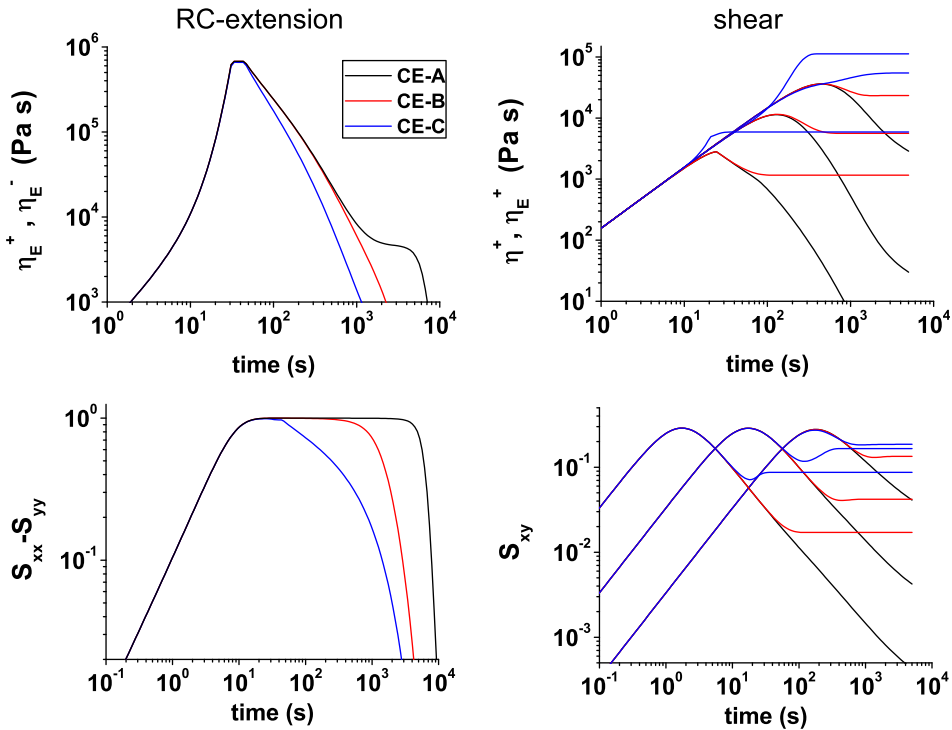 RC-extension
shear
η_E^+ , η_E^- (Pa s)
10^6
10^5
10^4
10^3
10^0 10^1 10^2 10^3 10^4
time (s)
CE-A
CE-B
CE-C
η^+, η_E^+ (Pa s)
10^5
10^4
10^3
10^2
10^1
10^0 10^1 10^2 10^3 10^4
time (s)
S_xx-S_yy
10^0
10^-1
10^-1 10^0 10^1 10^2 10^3 10^4
time (s)
S_xy
10^-1
10^-2
10^-3
10^-1 10^0 10^1 10^2 10^3 10^4
time (s)